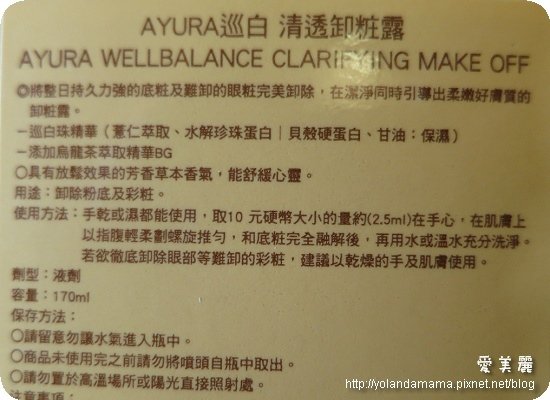 AYURA巡白 清透卸粧露
AYURA WELLBALANCE CLARIFYING MAKE OFF
◎將整日持久力強的底粧及難卸的眼粧完美卸除，在潔淨同時引導出柔嫩好膚質的
卸粧露。
－巡白珠精華（薏仁萃取、水解珍珠蛋白｜貝殼硬蛋白、甘油：保濕）
－添加烏龍茶萃取精華BG
○具有放鬆效果的芳香草本香氣，能舒緩心靈。
用途：卸除粉底及彩粧。
使用方法：手乾或濕都能使用，取10 元硬幣大小的量約(2.5ml)在手心，在肌膚上
以指腹輕柔劃螺旋推勻，和底粧完全融解後，再用水或溫水充分洗淨。
若欲徹底卸除眼部等難卸的彩粧，建議以乾燥的手及肌膚使用。
劑型：液劑
容量：170ml
保存方法：
○請留意勿讓水氣進入瓶中。
○商品未使用完之前請勿將噴頭自瓶中取出。
○請勿置於高溫場所或陽光直接照射處。
注意事項：
愛美麗
http://yolandamama.pixnet.net/blog